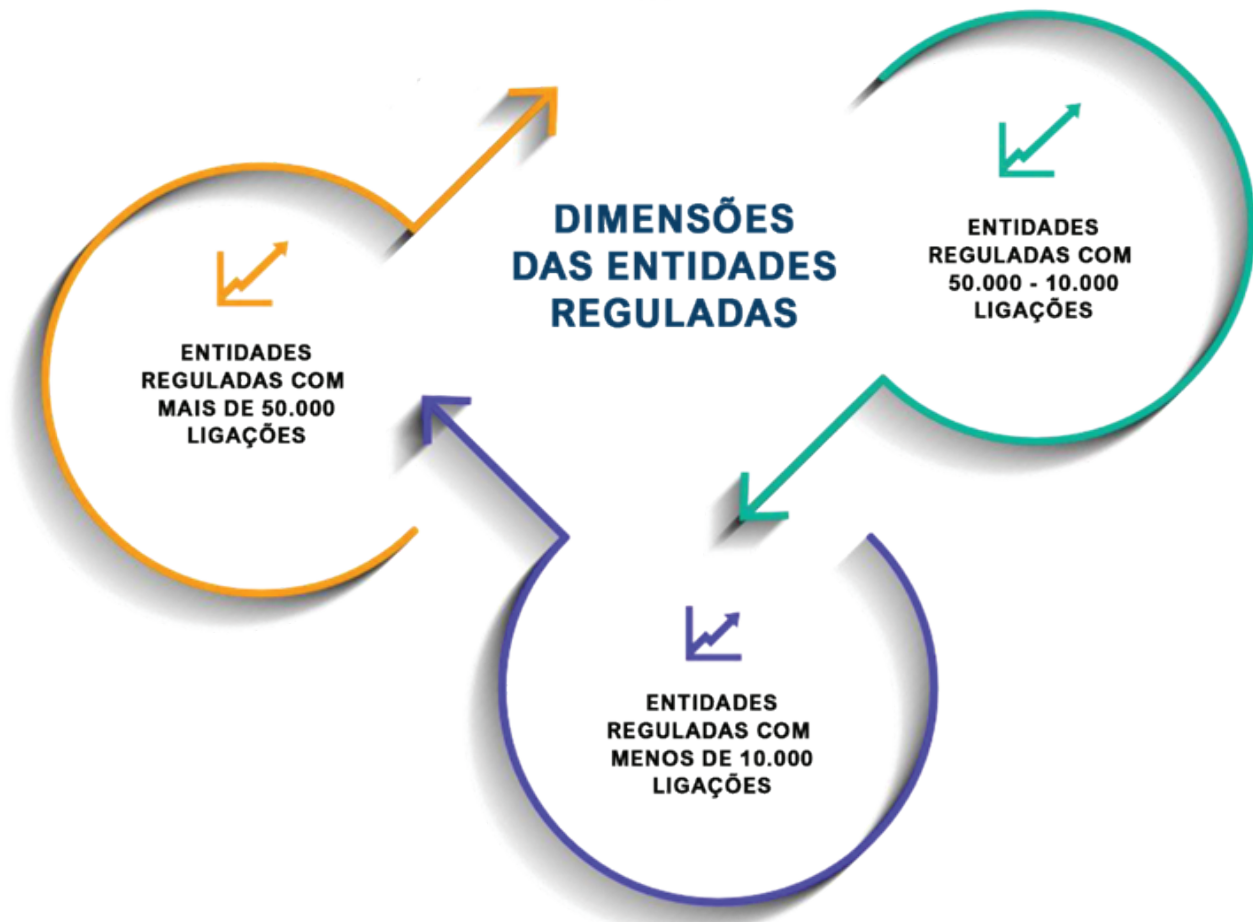 DIMENSÕES
DAS ENTIDADES
REGULADAS
ENTIDADES
REGULADAS COM
MAIS DE 50.000
LIGAÇÕES
ENTIDADES
REGULADAS COM
50.000 - 10.000
LIGAÇÕES
ENTIDADES
REGULADAS COM
MENOS DE 10.000
LIGAÇÕES